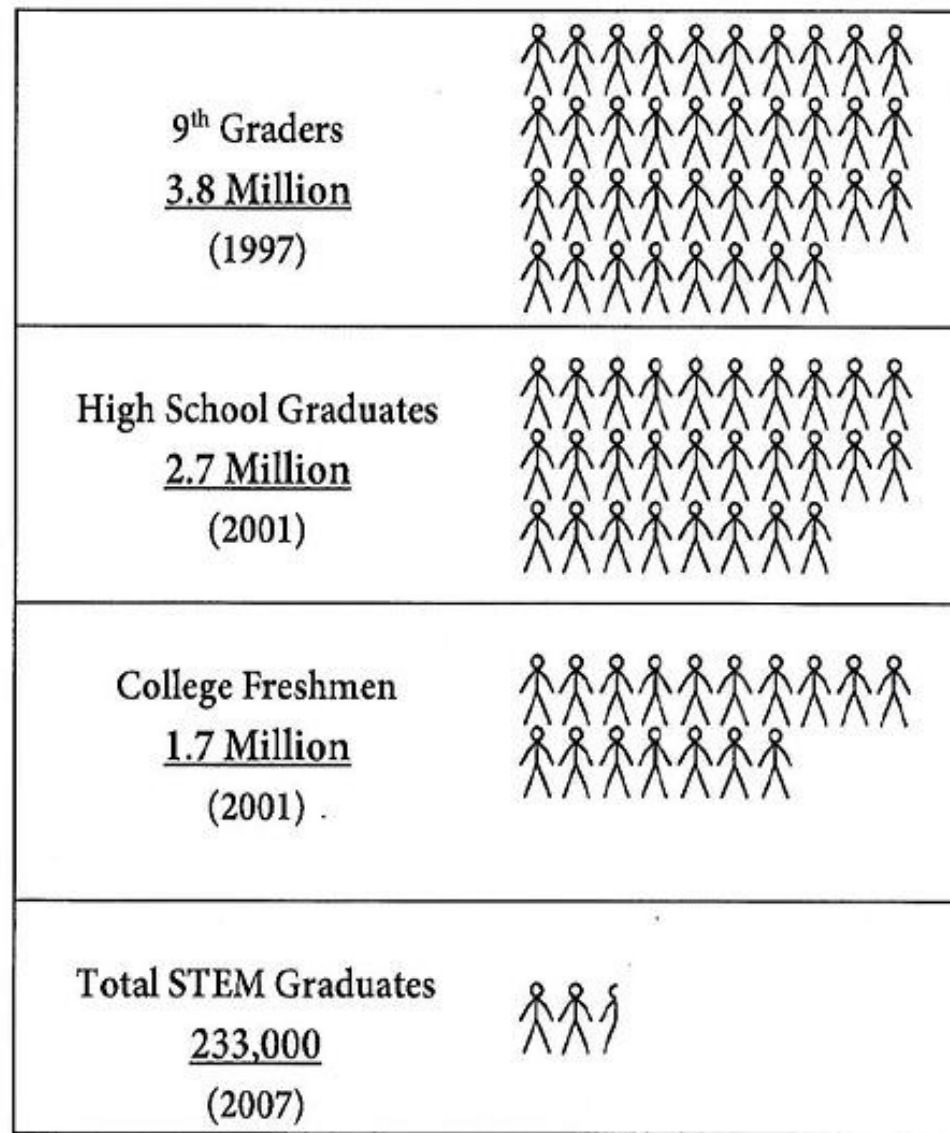 9th Graders
3.8 Million
(1997)
High School Graduates
2.7 Million
(2001)
College Freshmen
1.7 Million
(2001)
Total STEM Graduates
233,000
(2007)